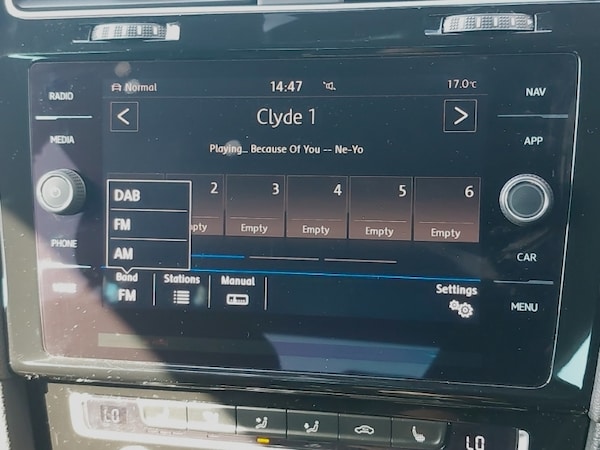 RADIO
MEDIA
PHONE
Normal
14:47
17.0°C
NAV
APP
CAR
MENU
<
Clyde 1
>
Playing... Because Of You -- Ne-Yo
DAB
FM
AM
2
3
4
5
6
Empty
Empty
Empty
Empty
Band
FM
Stations
Manual
Settings
LO
LO